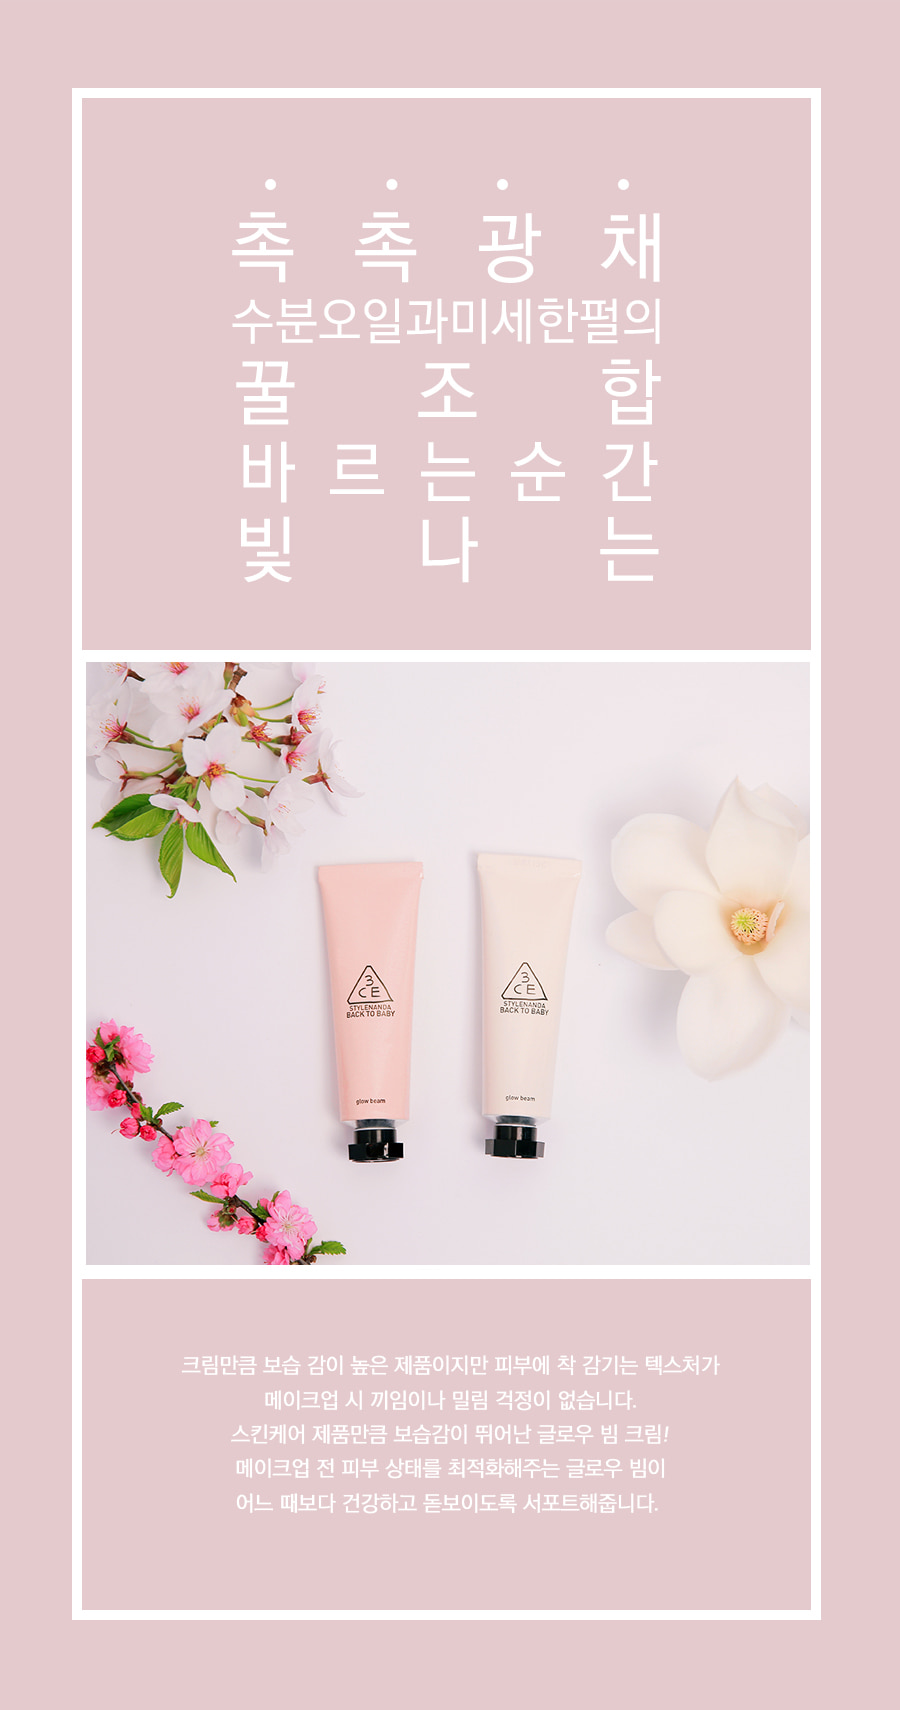 촉촉광채
수분오일과미세한펄의
꿀조합
바르는순간
빛나는
3
CE
STYLENANDA
BACK TO BABY
glow beam
3
CE
STYLENANDA
BACK TO BABY
glow beam
크림만큼 보습 감이 높은 제품이지만 피부에 착 감기는 텍스처가
메이크업 시 끼임이나 밀림 걱정이 없습니다.
스킨케어 제품만큼 보습감이 뛰어난 글로우 빔 크림!
메이크업 전 피부 상태를 최적화해주는 글로우 빔이
어느 때보다 건강하고 돋보이도록 서포트해줍니다.